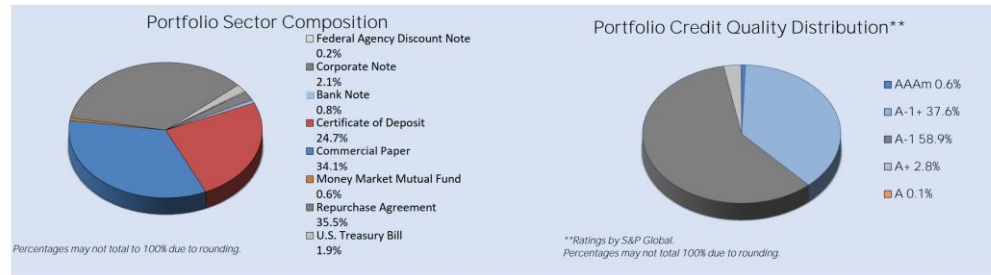 Portfolio Sector Composition
Federal Agency Discount Note
0.2%
Corporate Note
2.1%
Bank Note
0.8%
Certificate of Deposit
24.7%
Commercial Paper
34.1%
Money Market Mutual Fund
0.6%
Repurchase Agreement
35.5%
U.S. Treasury Bill
1.9%
Percentages may not total to 100% due to rounding.
Portfolio Credit Quality Distribution**
AAAm 0.6%
A-1+ 37.6%
A-1 58.9%
A+ 2.8%
A 0.1%
**Ratings by S&P Global.
Percentages may not total 100% due to rounding.